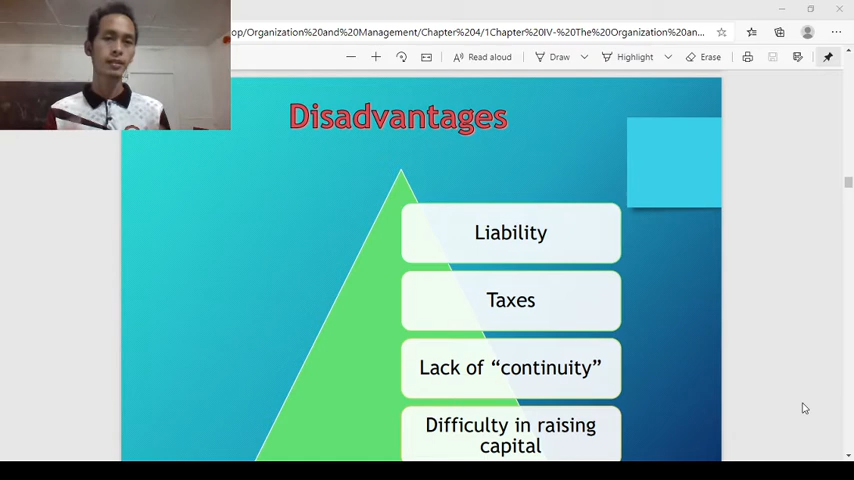 op/Organization%20and%20Management/Chapter%204/1Chapter%20IV-%20The%20Organization%20an...
Read aloud
Draw
Highlight
Erase
Disadvantages
Liability
Taxes
Lack of “continuity”
Difficulty in raising
capital